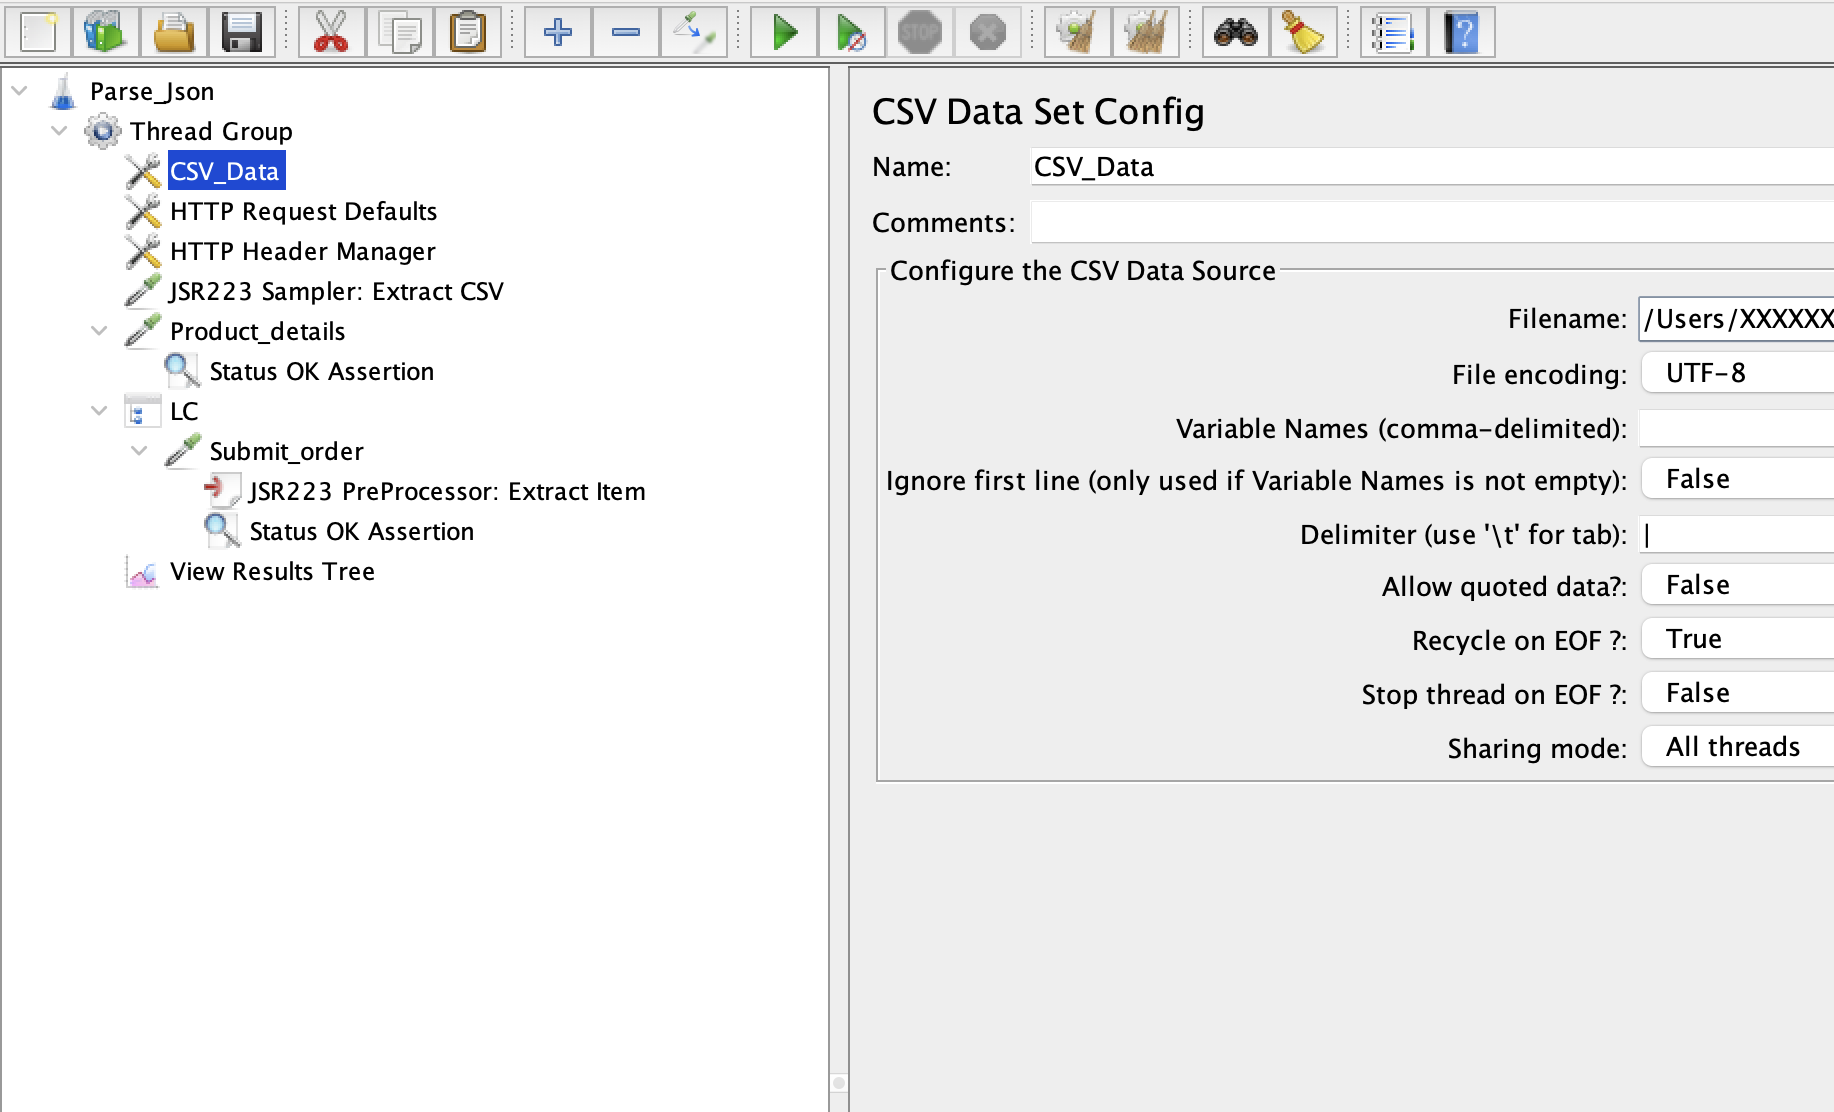 STOP
?
Parse_Json
Thread Group
CSV_Data
HTTP Request Defaults
HTTP Header Manager
JSR223 Sampler: Extract CSV
Product_details
Status OK Assertion
LC
Submit_order
JSR223 PreProcessor: Extract Item
Status OK Assertion
View Results Tree
CSV Data Set Config
Name: CSV_Data
Comments:
Configure the CSV Data Source
Filename: /Users/XXXXXX
File encoding: UTF-8
Variable Names (comma-delimited):
Ignore first line (only used if Variable Names is not empty): False
Delimiter (use '\t' for tab): |
Allow quoted data?: False
Recycle on EOF ?: True
Stop thread on EOF ?: False
Sharing mode: All threads